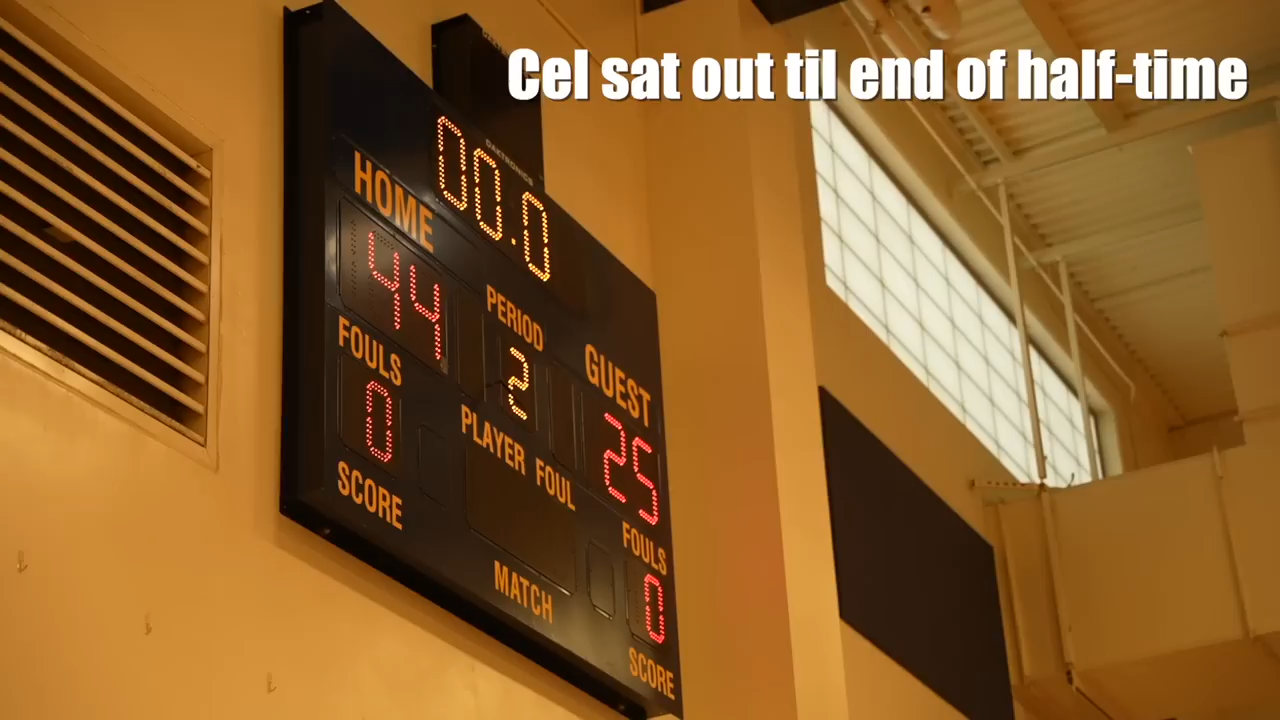 Cel sat out til end of half-time
DAKTRONICS
00.0
HOME
44
PERIOD
2
GUEST
25
FOULS
0
PLAYER FOUL
FOULS
0
SCORE
MATCH
SCORE